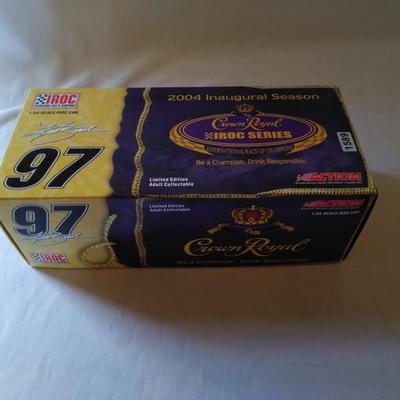 IROC
1:24-SCALE IROC CAR
2004 Inaugural Season
Crown Royal
IROC SERIES
INTERNATIONAL RACE OF CHAMPIONS
Be a Champion. Drink Responsibly.
1589
97
Limited Edition
Adult Collectable
ACTION
97
Limited Edition
Adult Collectable
Crown Royal
Be a Champion. Drink Responsibly.
IROC
ACTION
1:24-SCALE IROC CAR